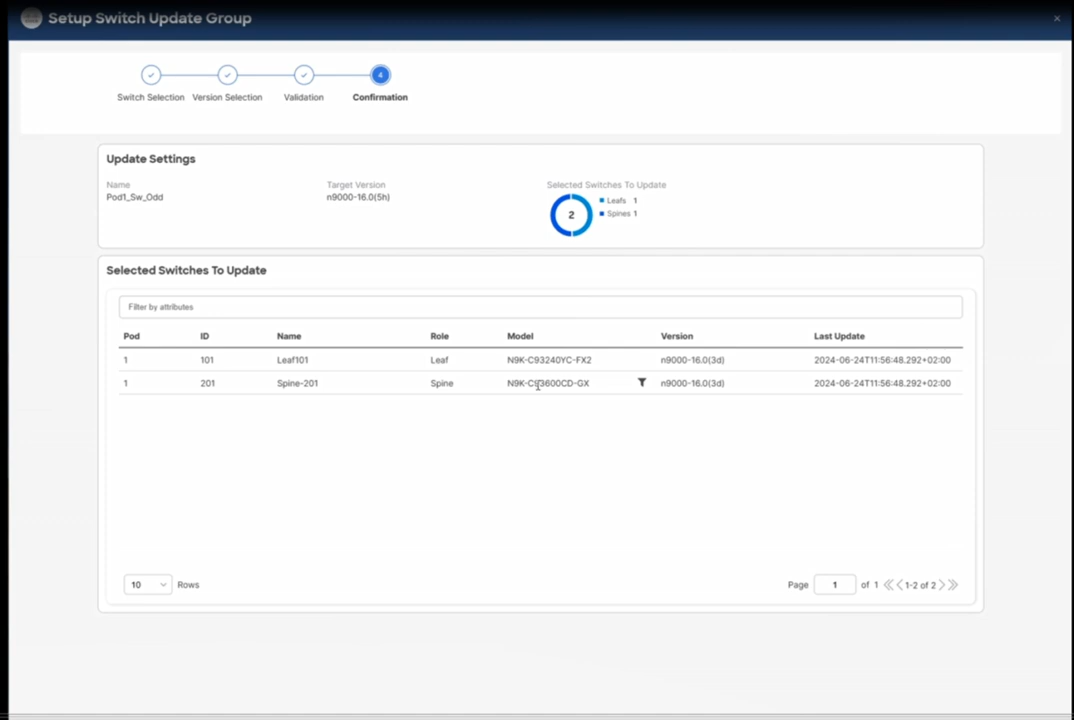 Setup Switch Update Group
4
Switch Selection Version Selection Validation Confirmation
Update Settings
Name Target Version Selected Switches To Update
Pod1_Sw_Odd n9000-16.0(5h)
2
Leafs 1
Spines 1
Selected Switches To Update
Filter by attributes
Pod ID Name Role Model Version Last Update
1 101 Leaf101 Leaf N9K-C93240YC-FX2 n9000-16.0(3d) 2024-06-24T11:56:48.292+02:00
1 201 Spine-201 Spine N9K-C93600CD-GX n9000-16.0(3d) 2024-06-24T11:56:48.292+02:00
10 Rows Page 1 of 1 1-2 of 2